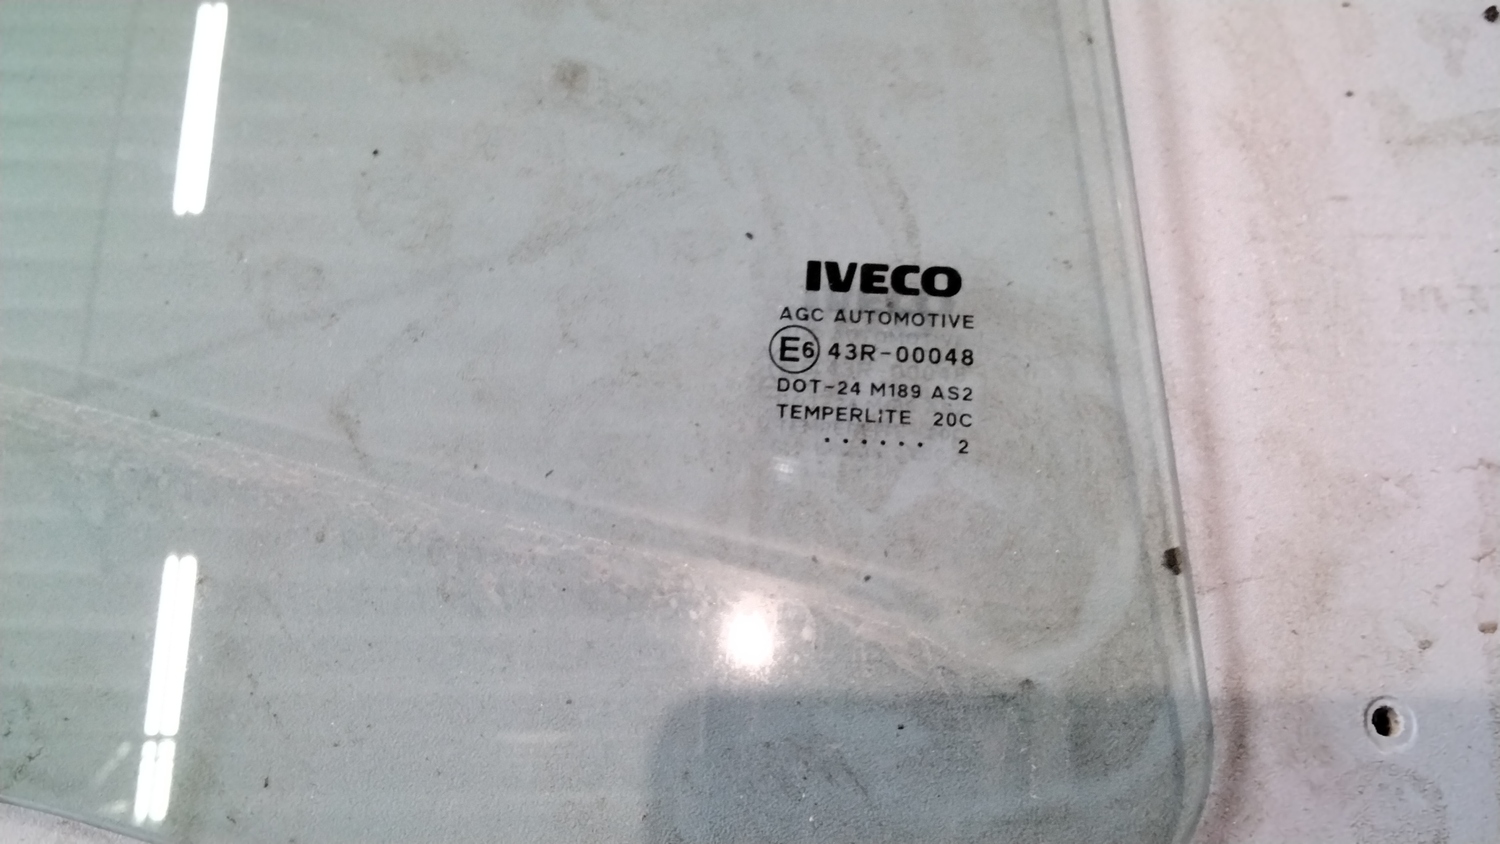 IVECO
AGC AUTOMOTIVE
E6 43R-00048
DOT-24 M189 AS2
TEMPERLITE 20C
...... 2